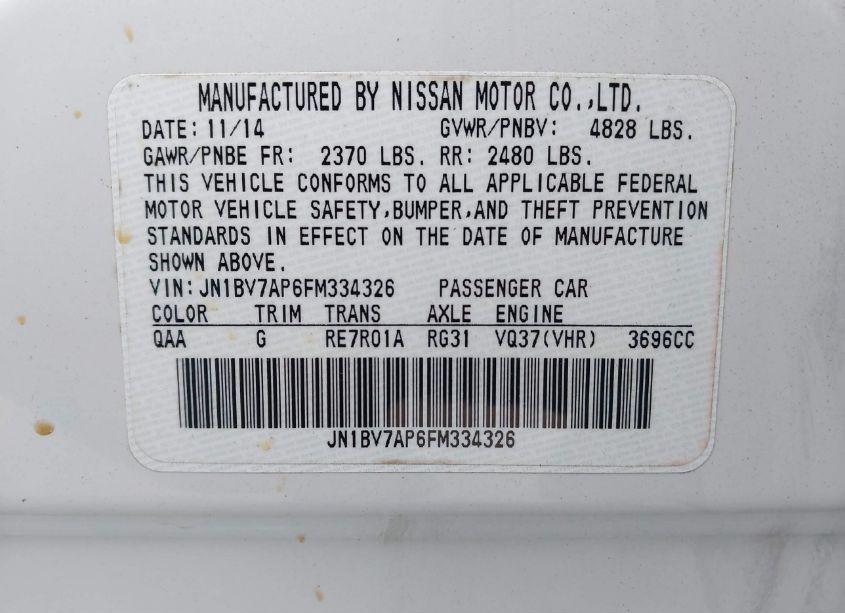 MANUFACTURED BY NISSAN MOTOR CO.,LTD.
DATE: 11/14 GVWR/PNBV: 4828 LBS.
GAWR/PNBE FR: 2370 LBS. RR: 2480 LBS.
THIS VEHICLE CONFORMS TO ALL APPLICABLE FEDERAL
MOTOR VEHICLE SAFETY,BUMPER,AND THEFT PREVENTION
STANDARDS IN EFFECT ON THE DATE OF MANUFACTURE
SHOWN ABOVE.
VIN:JN1BV7AP6FM334326 PASSENGER CAR
COLOR TRIM TRANS AXLE ENGINE
QAA G RE7R01A RG31 VQ37(VHR) 3696CC
JN1BV7AP6FM334326